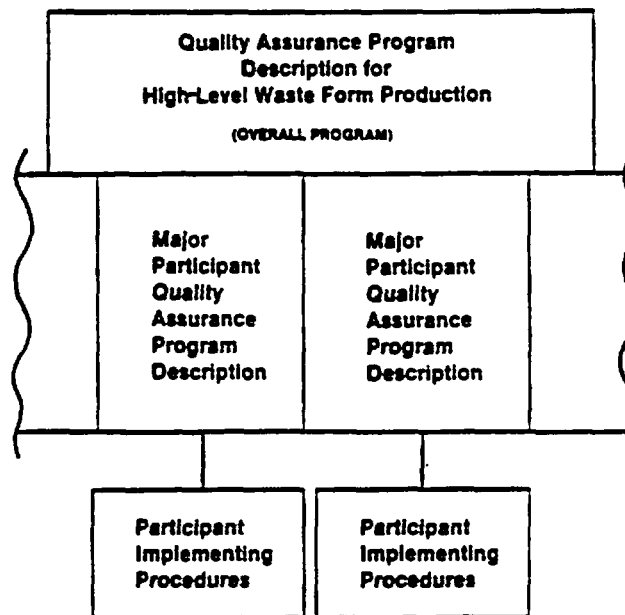 Quality Assurance Program
Description for
High-Level Waste Form Production
(OVERALL PROGRAM)
Major
Participant
Quality
Assurance
Program
Description
Major
Participant
Quality
Assurance
Program
Description
Participant
Implementing
Procedures
Participant
Implementing
Procedures